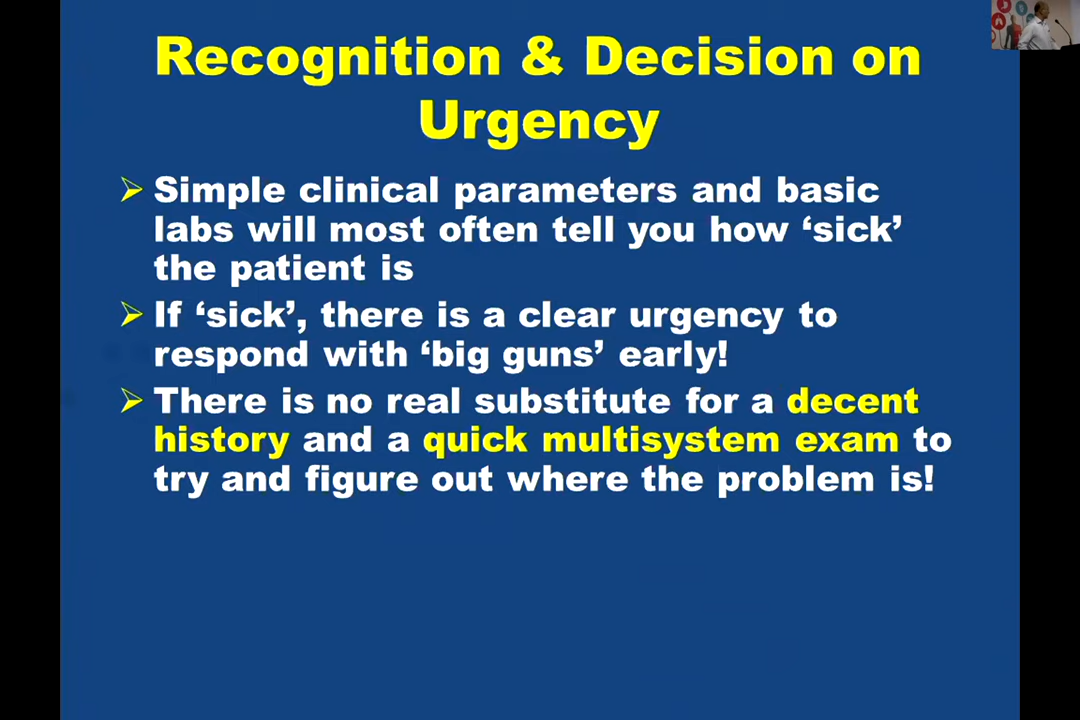 Recognition & Decision on
Urgency
➢ Simple clinical parameters and basic
labs will most often tell you how ‘sick’
the patient is
➢ If ‘sick’, there is a clear urgency to
respond with ‘big guns’ early!
➢ There is no real substitute for a decent
history and a quick multisystem exam to
try and figure out where the problem is!